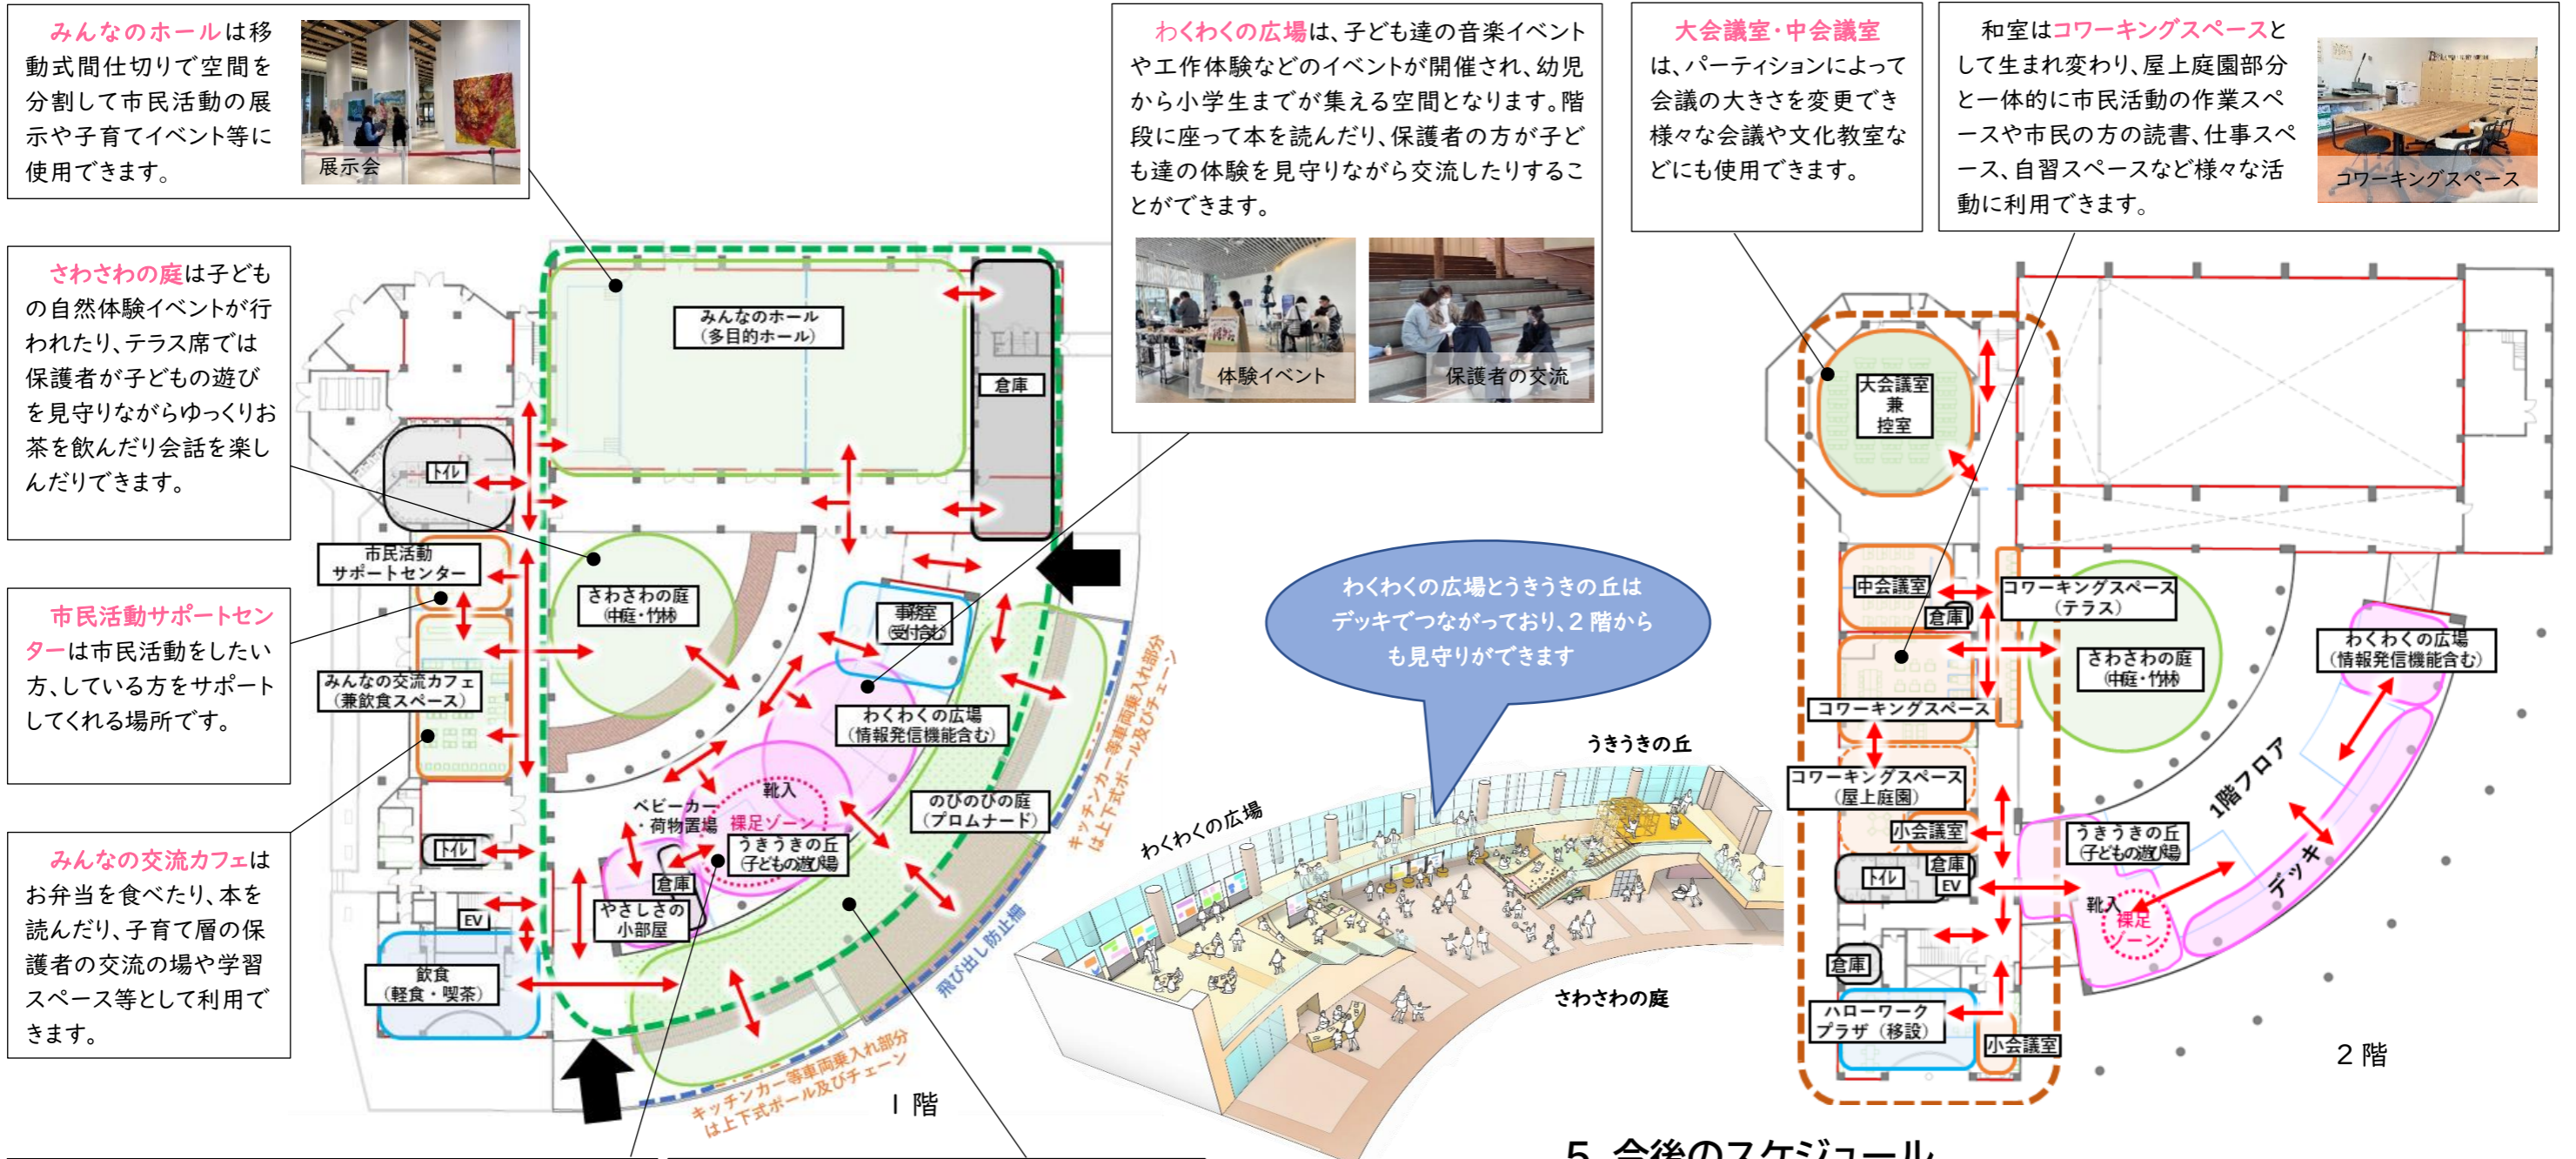 みんなのホールは移
動式間仕切りで空間を
分割して市民活動の展
示や子育てイベント等に
使用できます。
展示会
さわさわの庭は子ども
の自然体験イベントが行
われたり、テラス席では
保護者が子どもの遊び
を見守りながらゆっくりお
茶を飲んだり会話を楽し
んだりできます。
市民活動サポートセン
ターは市民活動をしたい
方、している方をサポート
してくれる場所です。
みんなの交流カフェは
お弁当を食べたり、本を
読んだり、子育て層の保
護者の交流の場や学習
スペース等として利用で
きます。
わくわくの広場は、子ども達の音楽イベント
や工作体験などのイベントが開催され、幼児
から小学生までが集える空間となります。階
段に座って本を読んだり、保護者の方が子ど
も達の体験を見守りながら交流したりするこ
とができます。
体験イベント
保護者の交流
大会議室・中会議室
は、パーティションによって
会議の大きさを変更でき
様々な会議や文化教室な
どにも使用できます。
和室はコワーキングスペースと
して生まれ変わり、屋上庭園部分
と一体的に市民活動の作業スペ
ースや市民の方の読書、仕事スペ
ース、自習スペースなど様々な活
動に利用できます。
コワーキングスペース
みんなのホール
(多目的ホール)
倉庫
トイレ
市民活動
サポートセンター
さわさわの庭
(中庭・竹林)
事務室
(受付含む)
みんなの交流カフェ
(兼飲食スペース)
わくわくの広場
(情報発信機能含む)
靴入
ベビーカー
・荷物置場
裸足ゾーン
うきうきの丘
(子どもの遊び場)
のびのびの庭
(プロムナード)
トイレ
倉庫
やさしさの
小部屋
EV
飲食
(軽食・喫茶)
キッチンカー等車両乗入れ部分
は上下式ポール及びチェーン
飛び出し防止柵
キッチンカー等車両乗入れ部分
は上下式ポール及びチェーン
1階
わくわくの広場とうきうきの丘は
デッキでつながっており、2階から
も見守りができます
うきうきの丘
わくわくの広場
さわさわの庭
大会議室
兼
控室
中会議室
倉庫
コワーキングスペース
(テラス)
コワーキングスペース
さわさわの庭
(中庭・竹林)
わくわくの広場
(情報発信機能含む)
コワーキングスペース
(屋上庭園)
小会議室
1階フロア
うきうきの丘
(子どもの遊び場)
デッキ
トイレ
倉庫
EV
靴入
裸足
ゾーン
倉庫
ハローワーク
プラザ(移設)
小会議室
2階
5 今後のスケジュール